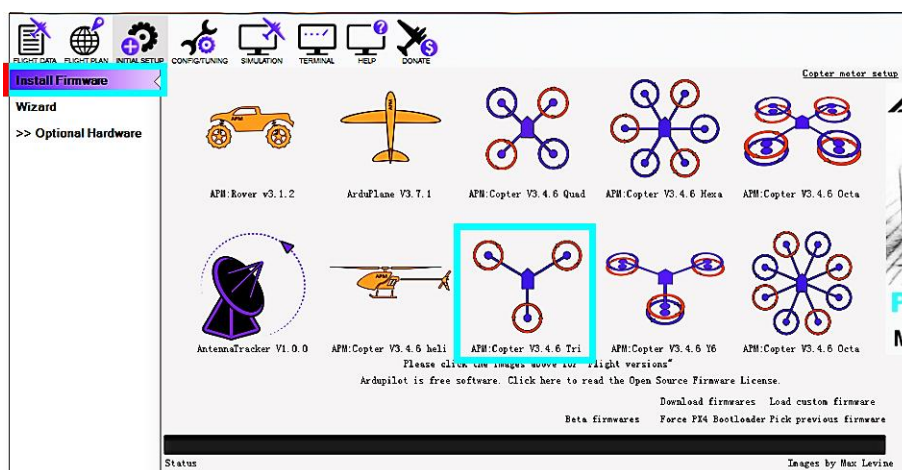 FLIGHT DATA FLIGHT PLAN INITIAL SETUP CONFIG/TUNING SIMULATION TERMINAL HELP DONATE
Install Firmware
Copter motor setup
Wizard
>> Optional Hardware
APM:Rover v3.1.2 ArduPlane V3.7.1 APM:Copter V3.4.6 Quad APM:Copter V3.4.6 Hexa APM:Copter V3.4.6 Octa
AntennaTracker V1.0.0 APM:Copter V3.4.6 heli APM:Copter V3.4.6 Tri APM:Copter V3.4.6 Y6 APM:Copter V3.4.6 Octa
Please click the images above for "Flight versions"
Ardupilot is free software. Click here to read the Open Source Firmware License.
Download firmwares Load custom firmware
Beta firmwares Force PX4 Bootloader Pick previous firmware
Status Images by Max Levine